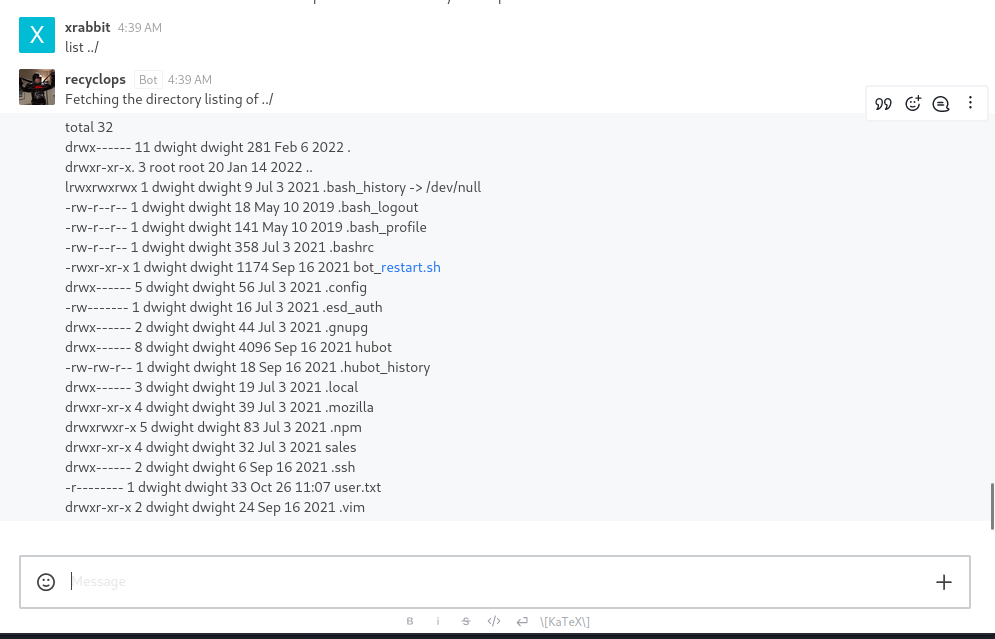 X
xrabbit 4:39 AM
list ../
recyclops Bot 4:39 AM
Fetching the directory listing of ../
total 32
drwx------ 11 dwight dwight 281 Feb 6 2022 .
drwxr-xr-x. 3 root root 20 Jan 14 2022 ..
lrwxrwxrwx 1 dwight dwight 9 Jul 3 2021 .bash_history -> /dev/null
-rw-r--r-- 1 dwight dwight 18 May 10 2019 .bash_logout
-rw-r--r-- 1 dwight dwight 141 May 10 2019 .bash_profile
-rw-r--r-- 1 dwight dwight 358 Jul 3 2021 .bashrc
-rwxr-xr-x 1 dwight dwight 1174 Sep 16 2021 bot_restart.sh
drwx------ 5 dwight dwight 56 Jul 3 2021 .config
-rw------- 1 dwight dwight 16 Jul 3 2021 .esd_auth
drwx------ 2 dwight dwight 44 Jul 3 2021 .gnupg
drwx------ 8 dwight dwight 4096 Sep 16 2021 hubot
-rw-rw-r-- 1 dwight dwight 18 Sep 16 2021 .hubot_history
drwx------ 3 dwight dwight 19 Jul 3 2021 .local
drwxr-xr-x 4 dwight dwight 39 Jul 3 2021 .mozilla
drwxrwxr-x 5 dwight dwight 83 Jul 3 2021 .npm
drwxr-xr-x 4 dwight dwight 32 Jul 3 2021 sales
drwx------ 2 dwight dwight 6 Sep 16 2021 .ssh
-r-------- 1 dwight dwight 33 Oct 26 11:07 user.txt
drwxr-xr-x 2 dwight dwight 24 Sep 16 2021 .vim
Message
B i S </> \[KaTeX\]